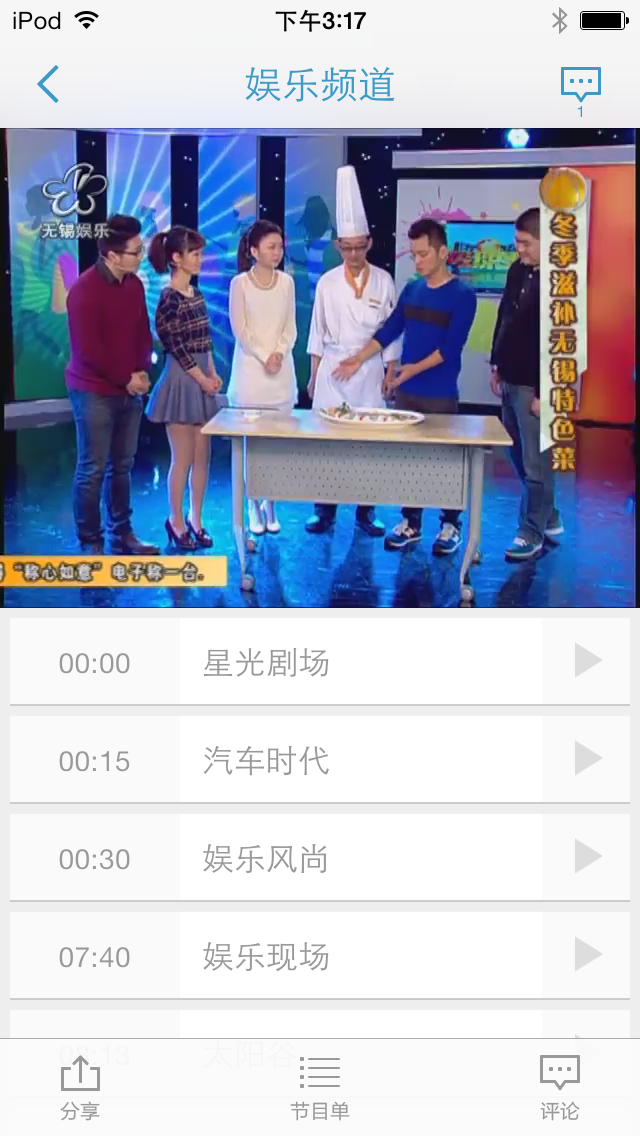 iPod 下午3:17
娱乐频道
1
无锡娱乐
冬季滋补无锡特色菜
“称心如意” 电子称一台.
00:00 星光剧场
00:15 汽车时代
00:30 娱乐风尚
07:40 娱乐现场
08:13 太阳谷
分享 节目单 评论